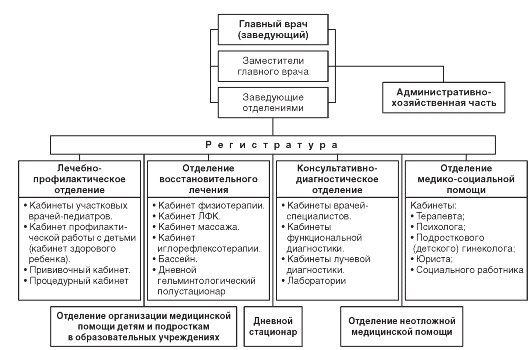 Главный врач
(заведующий)
Заместители
главного врача
Заведующие
отделениями
Административно-
хозяйственная часть
Регистратура
Лечебно-
профилактическое
отделение
• Кабинеты участковых
врачей-педиатров.
• Кабинет профилакти-
ческой работы с детьми
(кабинет здорового
ребенка).
• Прививочный кабинет.
• Процедурный кабинет
Отделение
восстановительного
лечения
• Кабинет физиотерапии.
• Кабинет ЛФК.
• Кабинет массажа.
• Кабинет
иглорефлексотерапии.
• Бассейн.
• Дневной
гельминтологический
полустационар
Консультативно-
диагностическое
отделение
• Кабинеты врачей-
специалистов.
• Кабинеты
функциональной
диагностики.
• Кабинеты лучевой
диагностики.
• Лаборатории
Отделение
медико-социальной
помощи
Кабинеты:
• Терапевта;
• Психолога;
• Подросткового
(детского) гинеколога;
• Юриста;
• Социального работника
Отделение организации медицинской
помощи детям и подросткам
в образовательных учреждениях
Дневной
стационар
Отделение неотложной
медицинской помощи